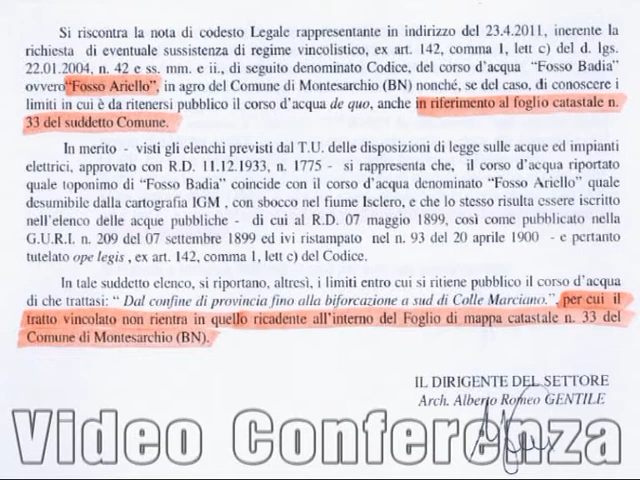 Si riscontra la nota di codesto Legale rappresentante in indirizzo del 23.4.2011, inerente la
richiesta di eventuale sussistenza di regime vincolistico, ex art. 142, comma 1, lett c) del d. lgs.
22.01.2004, n. 42 e ss. mm. e ii., di seguito denominato Codice, del corso d'acqua "Fosso Badia"
ovvero"Fosso Ariello", in agro del Comune di Montesarchio (BN) nonché, se del caso, di conoscere i
limiti in cui è da ritenersi pubblico il corso d'acqua de quo, anche in riferimento al foglio catastale n.
33 del suddetto Comune.
In merito - visti gli elenchi previsti dal T.U. delle disposizioni di legge sulle acque ed impianti
elettrici, approvato con R.D. 11.12.1933, n. 1775 - si rappresenta che, il corso d'acqua riportato
quale toponimo di "Fosso Badia" coincide con il corso d'acqua denominato "Fosso Ariello" quale
desumibile dalla cartografia IGM , con sbocco nel fiume Isclero, e che lo stesso risulta essere iscritto
nell'elenco delle acque pubbliche - di cui al R.D. 07 maggio 1899, così come pubblicato nella
G.U.R.I. n. 209 del 07 settembre 1899 ed ivi ristampato nel n. 93 del 20 aprile 1900 - e pertanto
tutelato ope legis , ex art. 142, comma 1, lett c) del Codice.
In tale suddetto elenco, si riportano, altresì, i limiti entro cui si ritiene pubblico il corso d'acqua
di che trattasi: " Dal confine di provincia fino alla biforcazione a sud di Colle Marciano.", per cui il
tratto vincolato non rientra in quello ricadente all'interno del Foglio di mappa catastale n. 33 del
Comune di Montesarchio (BN).
IL DIRIGENTE DEL SETTORE
Arch. Alberto Romeo GENTILE
Video Conferenza